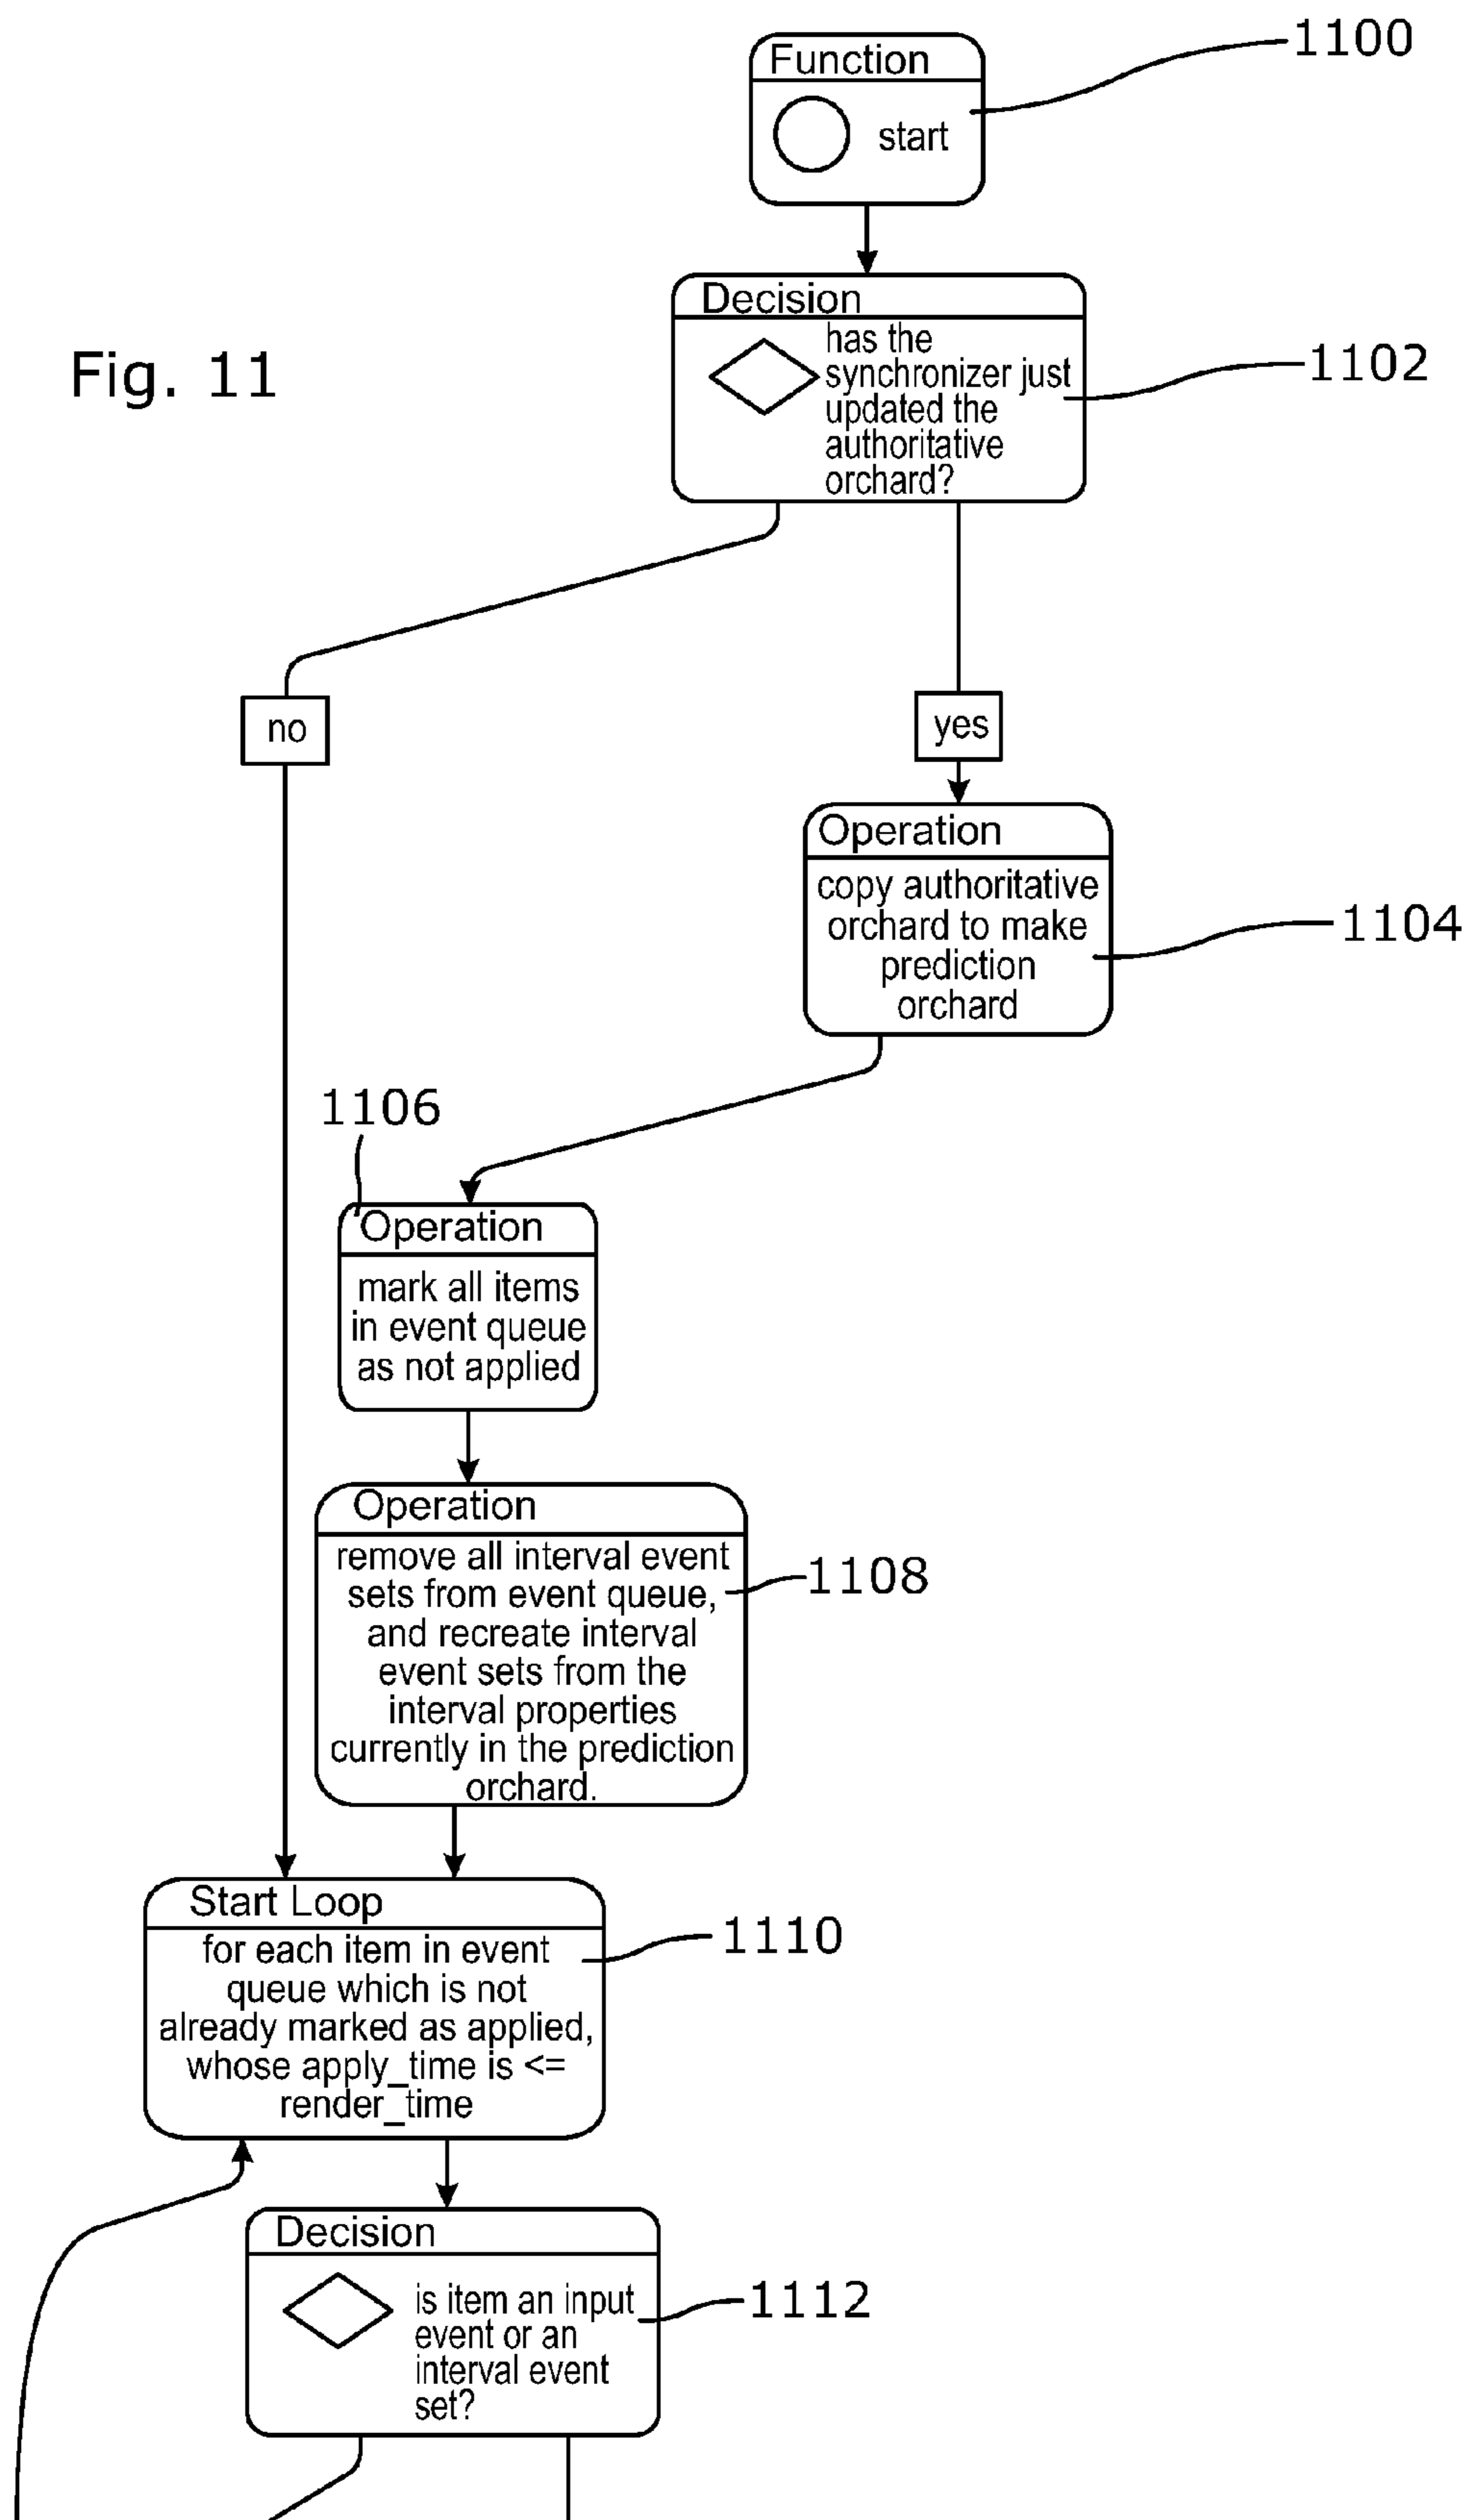 1100
Function
start
Decision
has the
synchronizer just
updated the
authoritative
orchard?
1102
Fig. 11
no
yes
Operation
copy authoritative
orchard to make
prediction
orchard
1104
1106
Operation
mark all items
in event queue
as not applied
Operation
remove all interval event
sets from event queue,
and recreate interval
event sets from the
interval properties
currently in the prediction
orchard.
1108
Start Loop
for each item in event
queue which is not
already marked as applied,
whose apply_time is <=
render_time
1110
Decision
is item an input
event or an
interval event
set?
1112